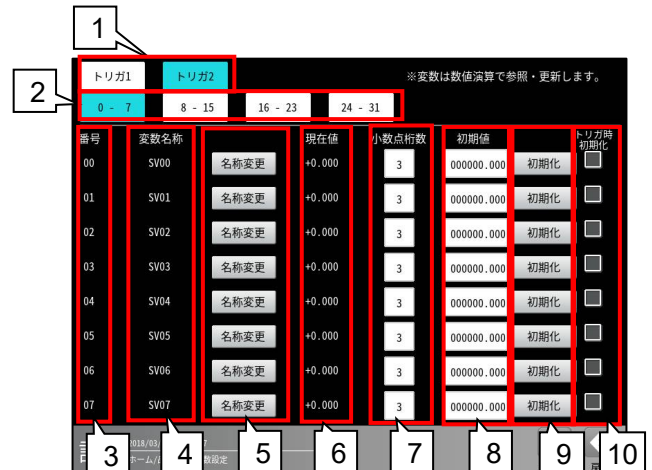 1
トリガ1 トリガ2 ※変数は数値演算で参照・更新します。
2
0 - 7 8 - 15 16 - 23 24 - 31
番号 変数名称 現在値 小数点桁数 初期値 トリガ時
初期化
00 SV00 名称変更 +0.000 3 000000.000 初期化
01 SV01 名称変更 +0.000 3 000000.000 初期化
02 SV02 名称変更 +0.000 3 000000.000 初期化
03 SV03 名称変更 +0.000 3 000000.000 初期化
04 SV04 名称変更 +0.000 3 000000.000 初期化
05 SV05 名称変更 +0.000 3 000000.000 初期化
06 SV06 名称変更 +0.000 3 000000.000 初期化
07 SV07 名称変更 +0.000 3 000000.000 初期化
2018/03/
ホーム/ 数設定
3 4 5 6 7 8 9 10